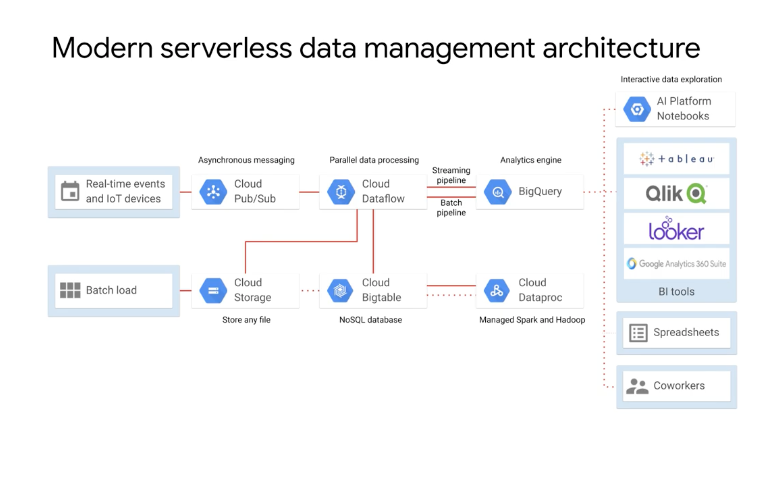 Modern serverless data management architecture
Interactive data exploration
AI Platform
Notebooks
Asynchronous messaging
Parallel data processing
Streaming
pipeline
Analytics engine
tableau
Real-time events
and IoT devices
Cloud
Pub/Sub
Cloud
Dataflow
Batch
pipeline
BigQuery
Qlik Q
looker
Google Analytics 360 Suite
BI tools
Batch load
Cloud
Storage
Cloud
Bigtable
Cloud
Dataproc
Store any file
NoSQL database
Managed Spark and Hadoop
Spreadsheets
Coworkers